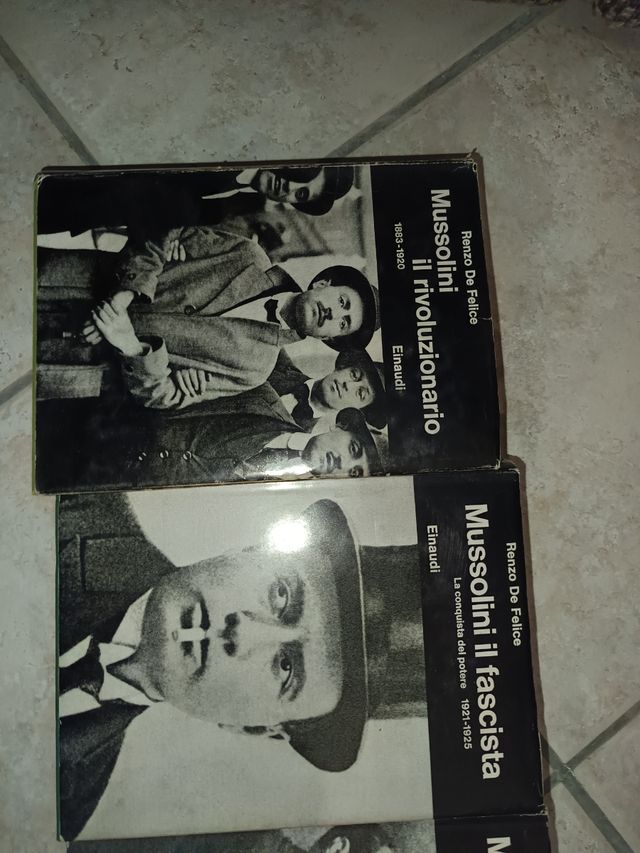 Renzo De Felice
Mussolini
il rivoluzionario
1883-1920
Einaudi
Renzo De Felice
Mussolini il fascista
La conquista del potere 1921-1925
Einaudi
M